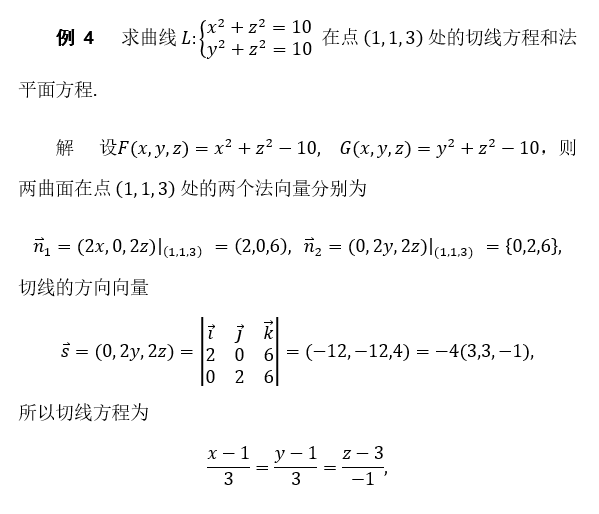 例 4 求曲线 L:{x² + z² = 10
y² + z² = 10 在点 (1, 1, 3) 处的切线方程和法
平面方程.
解 设F(x, y, z) = x² + z² − 10, G(x, y, z) = y² + z² − 10，则
两曲面在点 (1, 1, 3) 处的两个法向量分别为
n⃗₁ = (2x, 0, 2z)|₍₁,₁,₃₎ = (2,0,6), n⃗₂ = (0, 2y, 2z)|₍₁,₁,₃₎ = {0,2,6},
切线的方向向量
s⃗ = (0, 2y, 2z) = |i⃗ j⃗ k⃗|
|2 0 6| = (−12, −12,4) = −4(3,3, −1),
|0 2 6|
所以切线方程为
(x − 1)/3 = (y − 1)/3 = (z − 3)/−1,